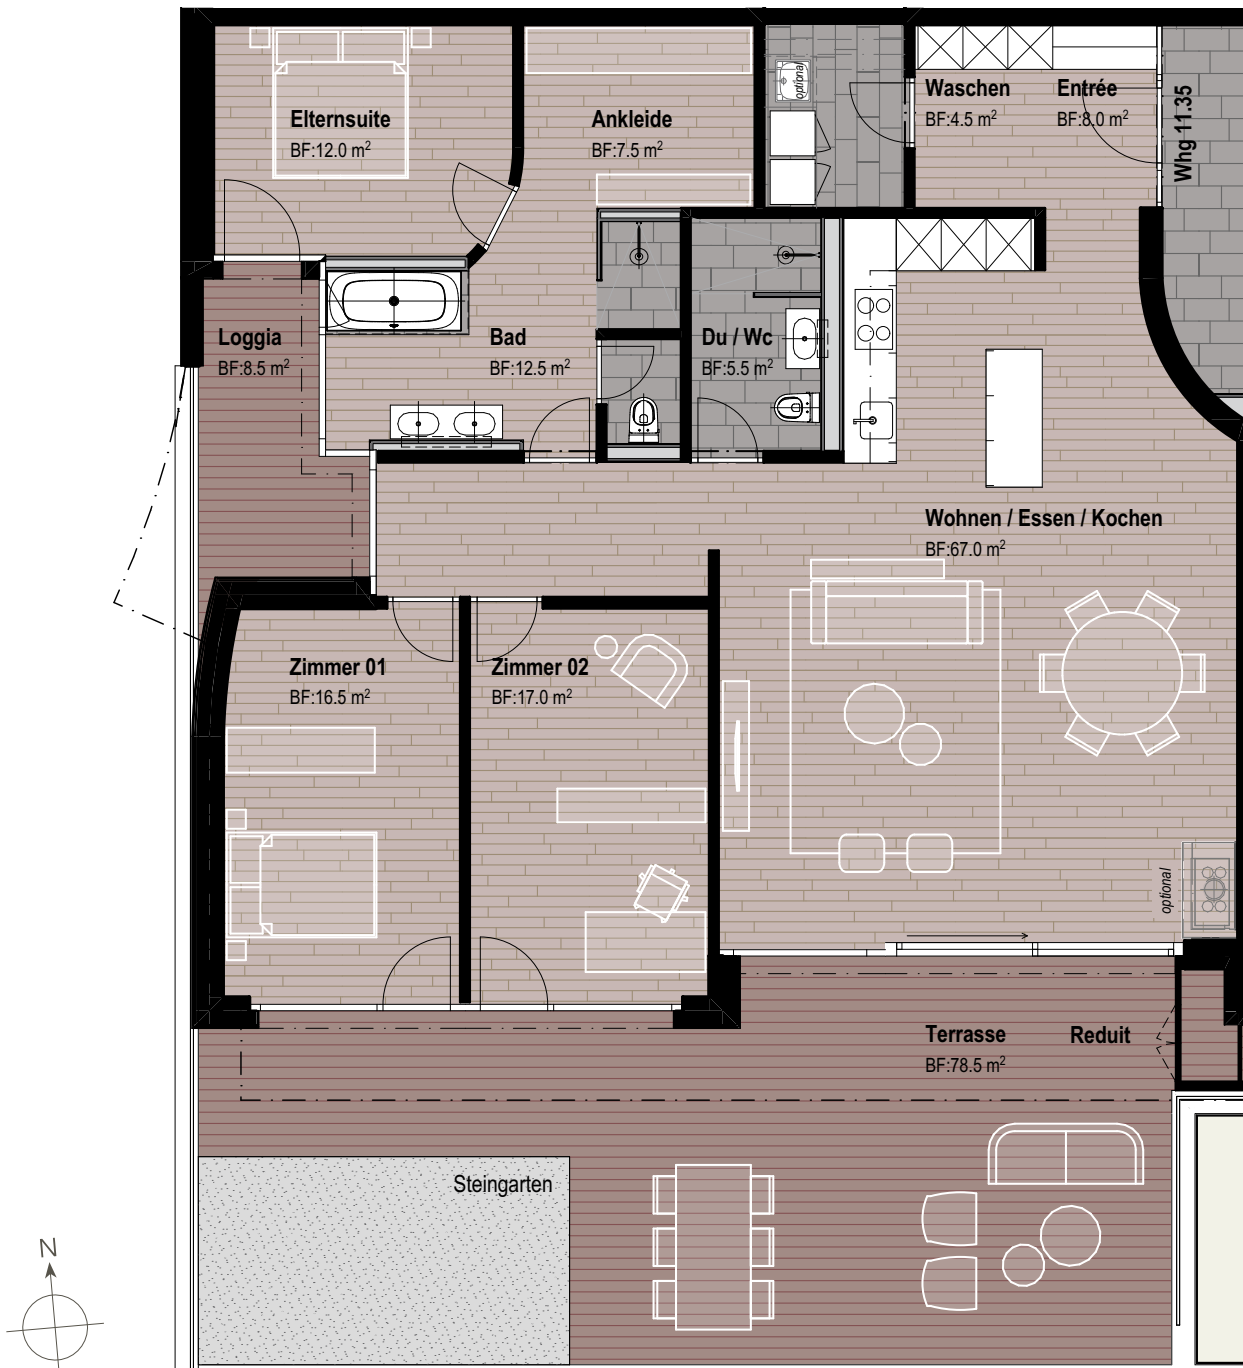 optional
Waschen
BF:4.5 m²
Entrée
BF:8.0 m²
Whg 11.35
Elternsuite
BF:12.0 m²
Ankleide
BF:7.5 m²
Loggia
BF:8.5 m²
Bad
BF:12.5 m²
Du / Wc
BF:5.5 m²
Wohnen / Essen / Kochen
BF:67.0 m²
Zimmer 01
BF:16.5 m²
Zimmer 02
BF:17.0 m²
optional
Terrasse
BF:78.5 m²
Reduit
Steingarten
N